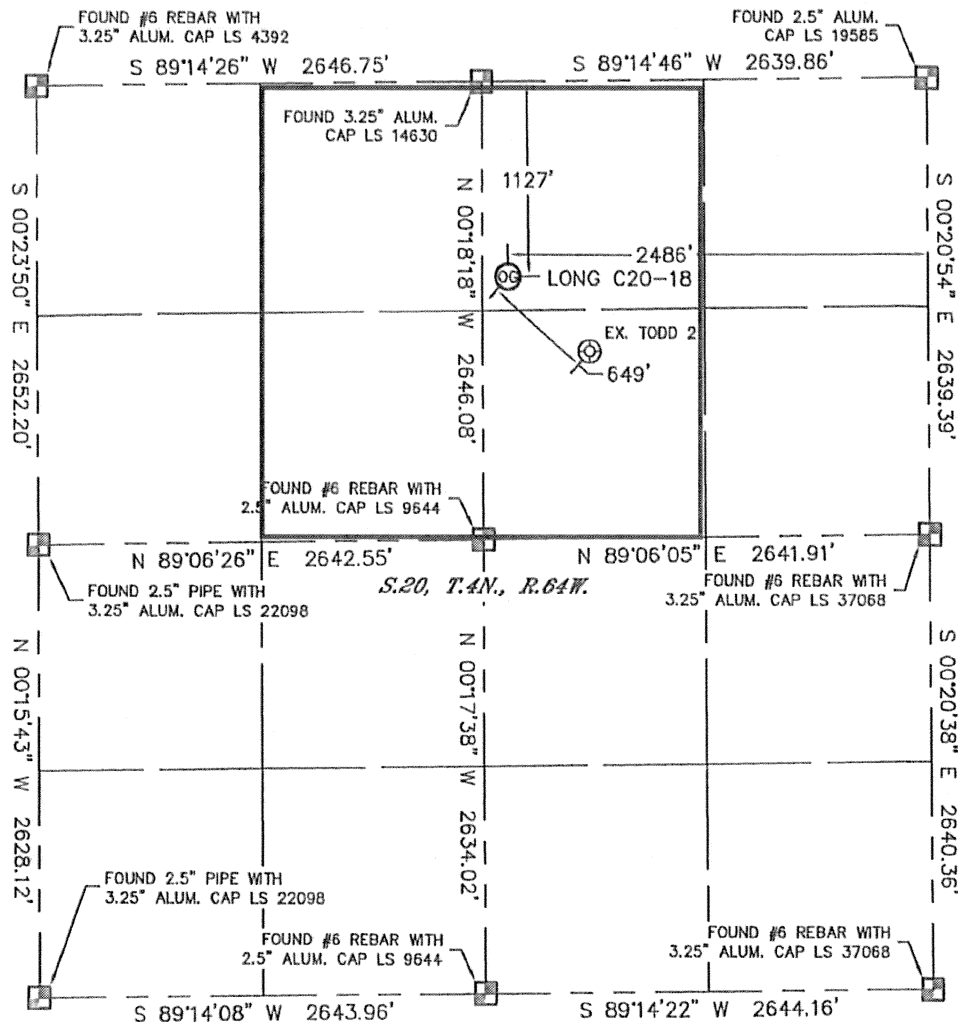 FOUND #6 REBAR WITH
3.25" ALUM. CAP LS 4392
FOUND 2.5" ALUM.
CAP LS 19585
S 89°14'26" W 2646.75'
S 89°14'46" W 2639.86'
FOUND 3.25" ALUM.
CAP LS 14630
1127'
S 00°23'50" E 2652.20'
N 00°18'18" W 2646.08'
S 00°20'54" E 2639.39'
2486'
OG
LONG C20-18
EX. TODD 2
649'
FOUND #6 REBAR WITH
2.5" ALUM. CAP LS 9644
N 89°06'26" E 2642.55'
N 89°06'05" E 2641.91'
S.20, T.4N., R.64W.
FOUND 2.5" PIPE WITH
3.25" ALUM. CAP LS 22098
FOUND #6 REBAR WITH
3.25" ALUM. CAP LS 37068
N 00°15'43" W 2628.12'
N 00°17'38" W 2634.02'
S 00°20'38" E 2640.36'
FOUND 2.5" PIPE WITH
3.25" ALUM. CAP LS 22098
FOUND #6 REBAR WITH
2.5" ALUM. CAP LS 9644
FOUND #6 REBAR WITH
3.25" ALUM. CAP LS 37068
S 89°14'08" W 2643.96'
S 89°14'22" W 2644.16'